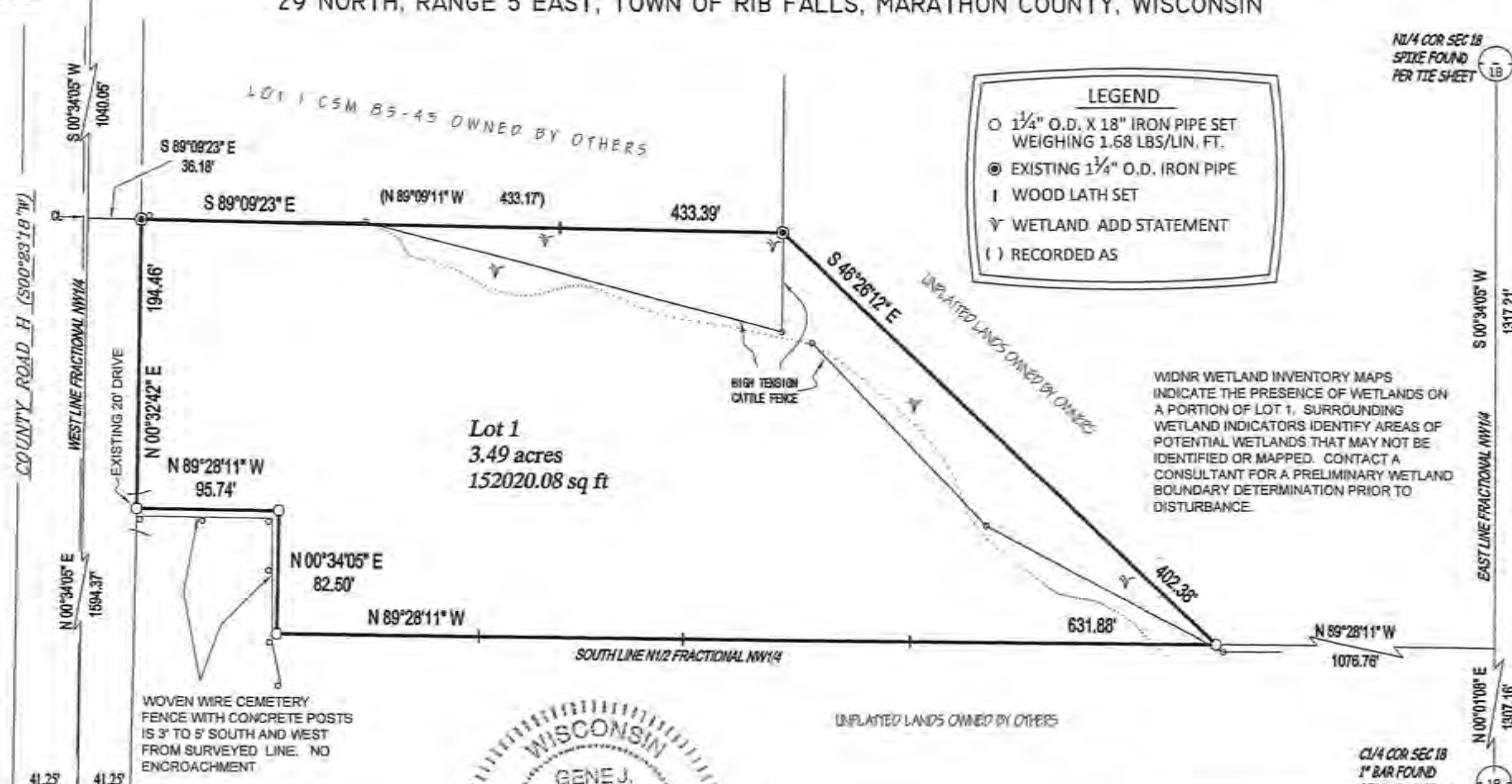 29 NORTH, RANGE 5 EAST, TOWN OF RIB FALLS, MARATHON COUNTY, WISCONSIN
N1/4 COR SEC 18
SPIKE FOUND
PER TIE SHEET
18
S 00°34'05" W
1040.05'
LOT 1 CSM 85-45 OWNED BY OTHERS
LEGEND
1¼" O.D. X 18" IRON PIPE SET
WEIGHING 1.68 LBS/LIN. FT.
EXISTING 1¼" O.D. IRON PIPE
WOOD LATH SET
WETLAND ADD STATEMENT
( ) RECORDED AS
S 89°09'23" E
36.18'
S 89°09'23" E
(N 89°09'11" W
433.17')
433.39'
COUNTY ROAD H (S00°23'18"W)
WEST LINE FRACTIONAL NW1/4
EXISTING 20' DRIVE
N 00°32'42" E
194.46'
S 46°26'12" E
402.38'
UNPLATTED LANDS OWNED BY OWNERS
S 00°34'05" W
1317.21'
EAST LINE FRACTIONAL NW1/4
HIGH TENSION
CATTLE FENCE
WIDNR WETLAND INVENTORY MAPS
INDICATE THE PRESENCE OF WETLANDS ON
A PORTION OF LOT 1. SURROUNDING
WETLAND INDICATORS IDENTIFY AREAS OF
POTENTIAL WETLANDS THAT MAY NOT BE
IDENTIFIED OR MAPPED. CONTACT A
CONSULTANT FOR A PRELIMINARY WETLAND
BOUNDARY DETERMINATION PRIOR TO
DISTURBANCE.
Lot 1
3.49 acres
152020.08 sq ft
N 89°28'11" W
95.74'
N 00°34'05" E
82.50'
N 00°34'05" E
1594.37'
N 89°28'11" W
631.88'
SOUTH LINE N1/2 FRACTIONAL NW1/4
N 89°28'11" W
1076.76'
WOVEN WIRE CEMETERY
FENCE WITH CONCRETE POSTS
IS 3' TO 5' SOUTH AND WEST
FROM SURVEYED LINE. NO
ENCROACHMENT
41.25'
41.25'
WISCONSIN
GENE J.
UNPLATTED LANDS OWNED BY OTHERS
N 00°01'08" E
C1/4 COR SEC 18
1" BAR FOUND
18